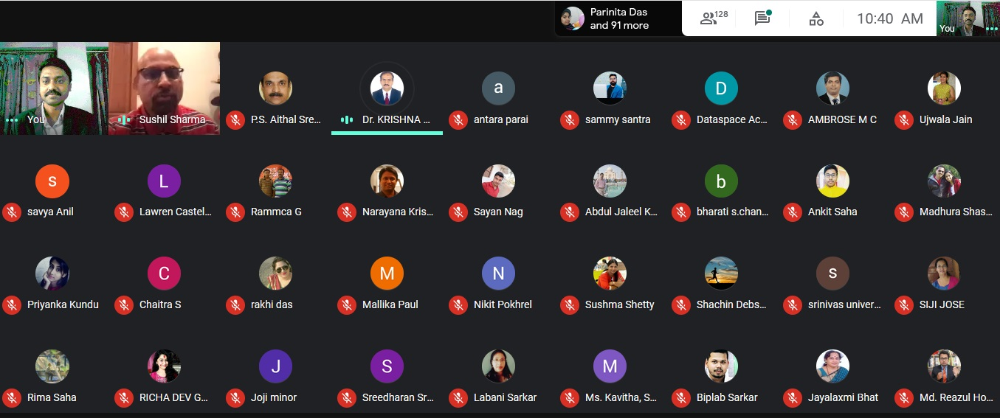 Parinita Das
and 91 more
128
10:40 AM
You
You
Sushil Sharma
P.S. Aithal Sre...
Dr. KRISHNA ...
a
antara parai
sammy santra
D
Dataspace Ac...
AMBROSE M C
Ujwala Jain
s
savya Anil
L
Lawren Castel...
Rammca G
Narayana Kris...
Sayan Nag
Abdul Jaleel K...
b
bharati s.chan...
Ankit Saha
Madhura Shas...
Priyanka Kundu
C
Chaitra S
rakhi das
M
Mallika Paul
N
Nikit Pokhrel
Sushma Shetty
Shachin Debs...
s
srinivas univer...
SIJI JOSE
Rima Saha
RICHA DEV G...
J
Joji minor
S
Sreedharan Sr...
Labani Sarkar
M
Ms. Kavitha, S...
Biplab Sarkar
Jayalaxmi Bhat
Md. Reazul Ho...